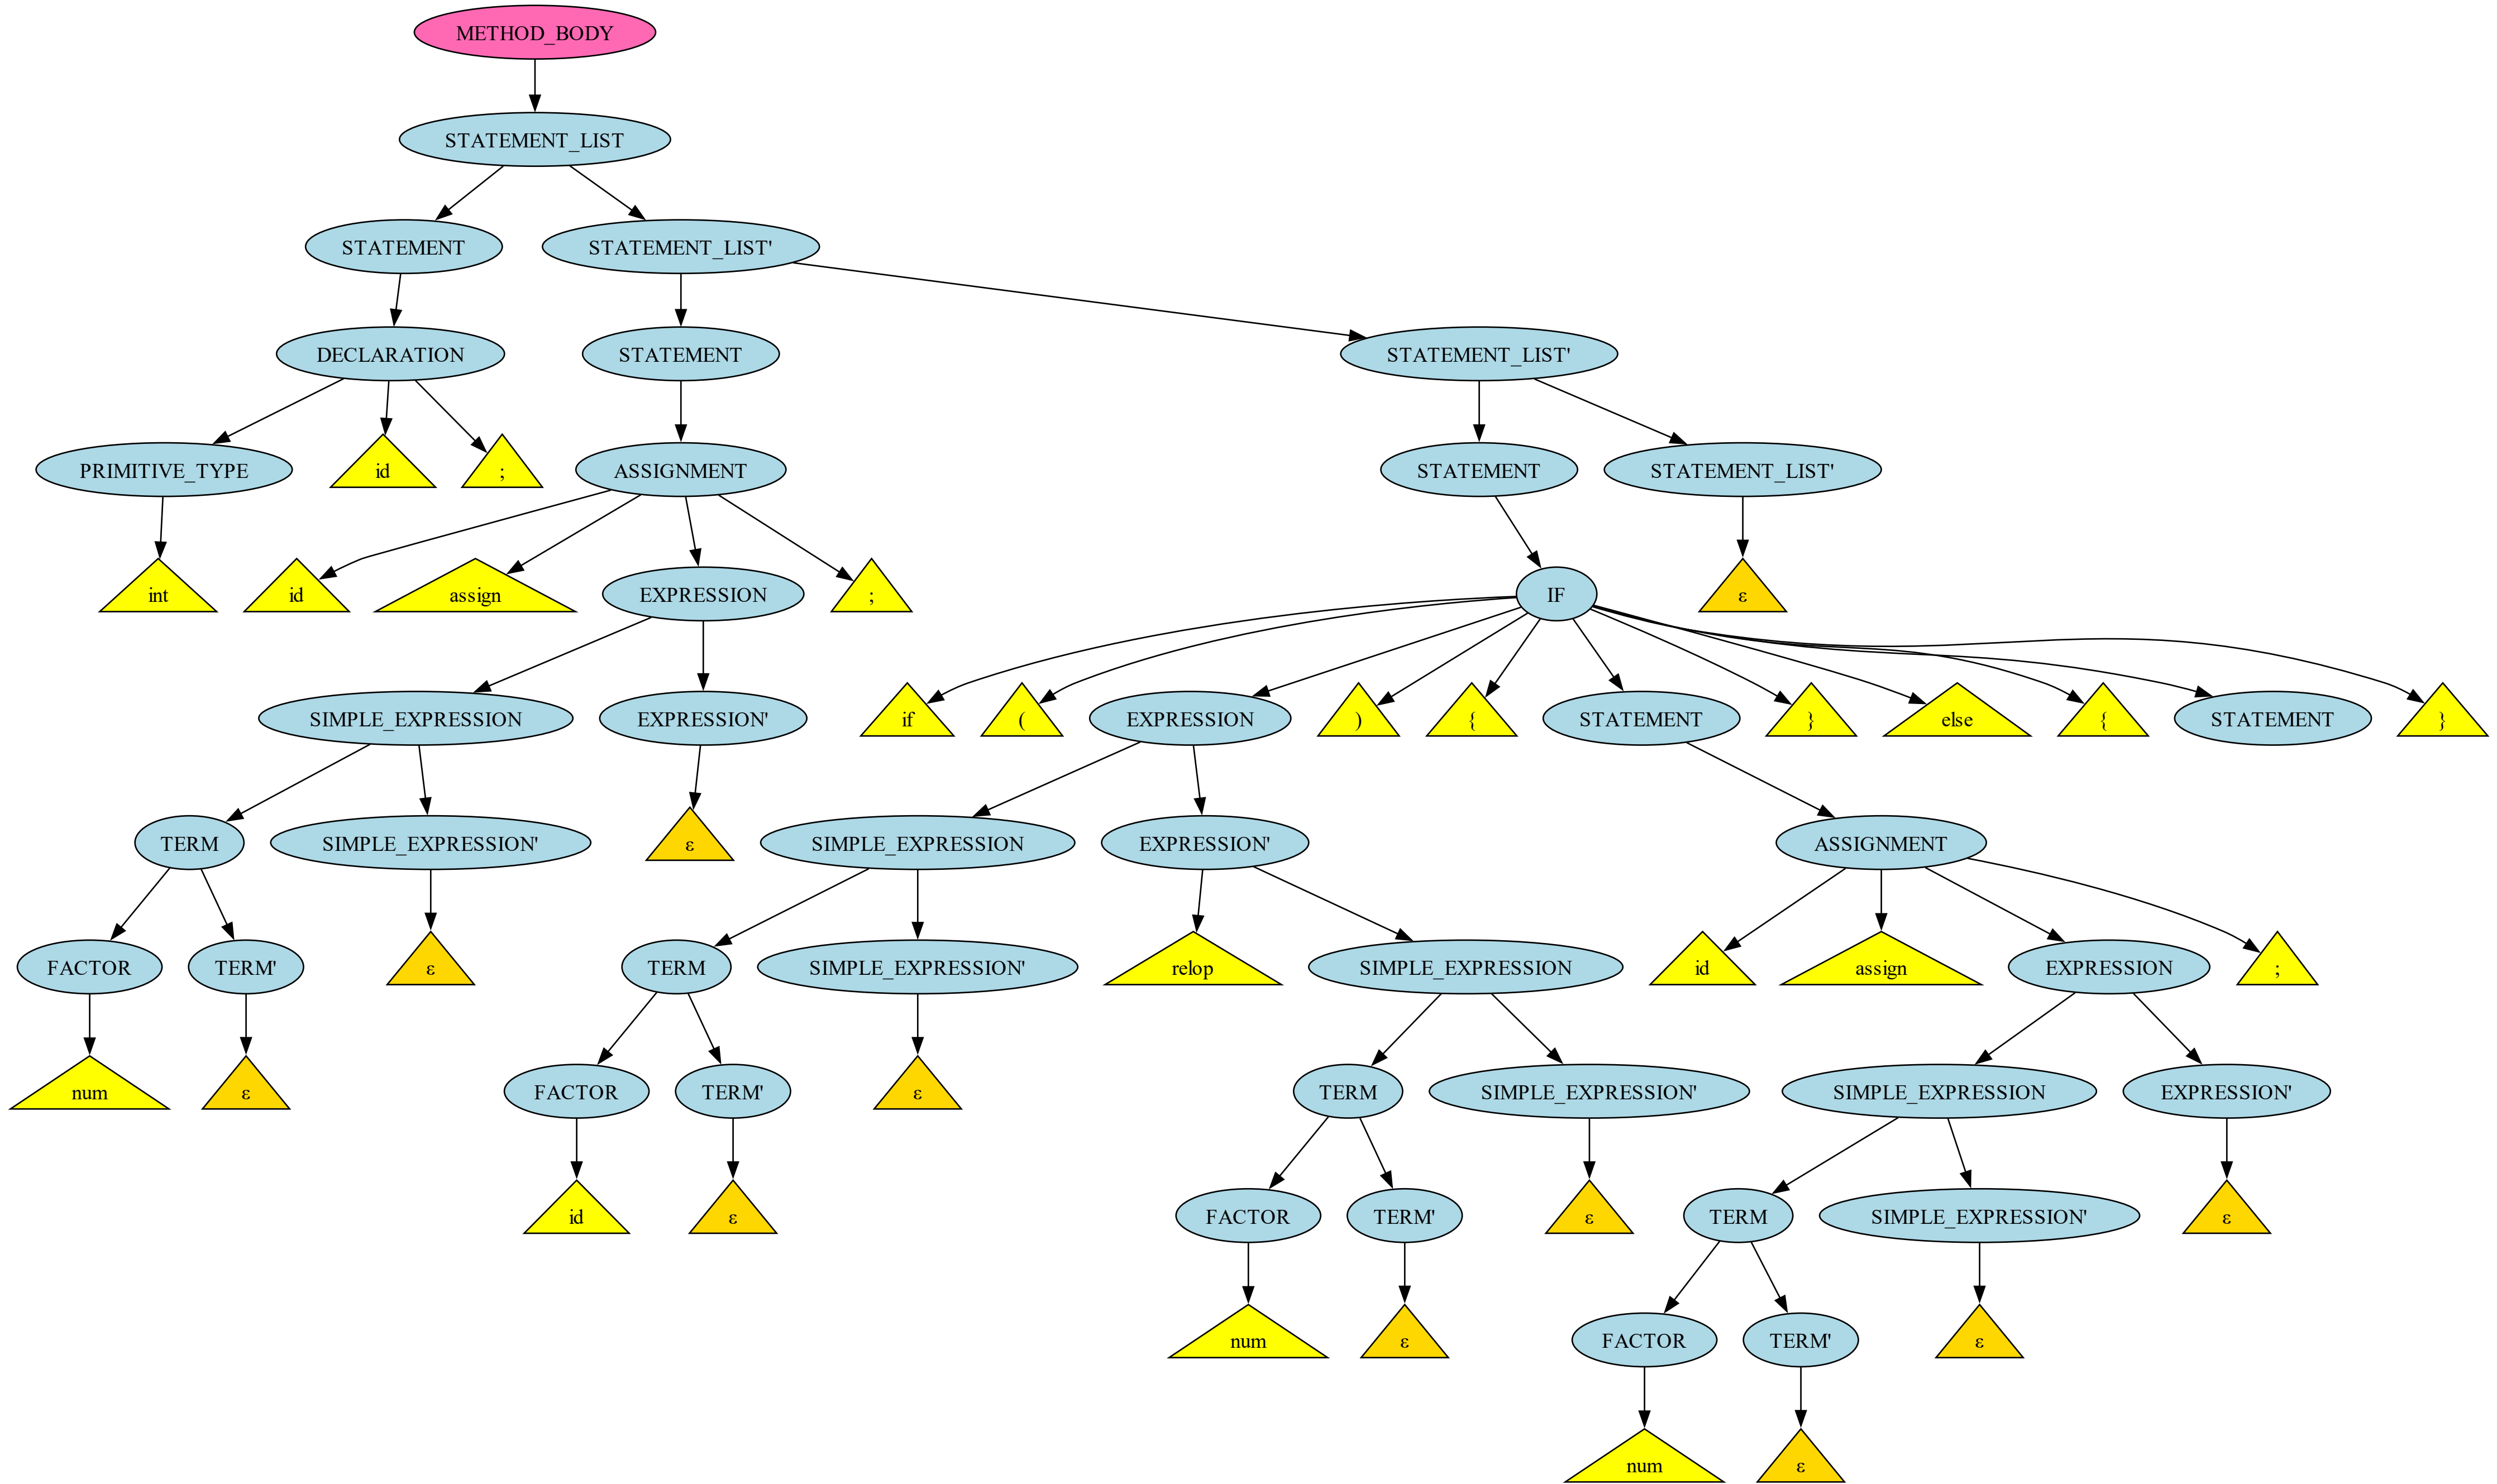 METHOD_BODY
STATEMENT_LIST
STATEMENT
STATEMENT_LIST'
DECLARATION
STATEMENT
STATEMENT_LIST'
PRIMITIVE_TYPE
id
;
ASSIGNMENT
STATEMENT
STATEMENT_LIST'
int
id
assign
EXPRESSION
;
IF
ε
SIMPLE_EXPRESSION
EXPRESSION'
if
(
EXPRESSION
)
{
STATEMENT
}
else
{
STATEMENT
}
TERM
SIMPLE_EXPRESSION'
ε
SIMPLE_EXPRESSION
EXPRESSION'
ASSIGNMENT
FACTOR
TERM'
ε
TERM
SIMPLE_EXPRESSION'
relop
SIMPLE_EXPRESSION
id
assign
EXPRESSION
;
num
ε
FACTOR
TERM'
ε
TERM
SIMPLE_EXPRESSION'
SIMPLE_EXPRESSION
EXPRESSION'
id
ε
FACTOR
TERM'
ε
TERM
SIMPLE_EXPRESSION'
ε
num
ε
FACTOR
TERM'
ε
num
ε